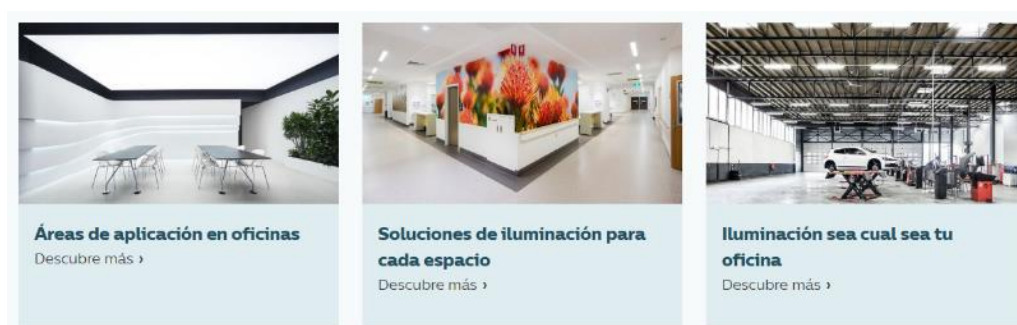 Áreas de aplicación en oficinas
Descubre más ›
Soluciones de iluminación para
cada espacio
Descubre más ›
Iluminación sea cual sea tu
oficina
Descubre más ›